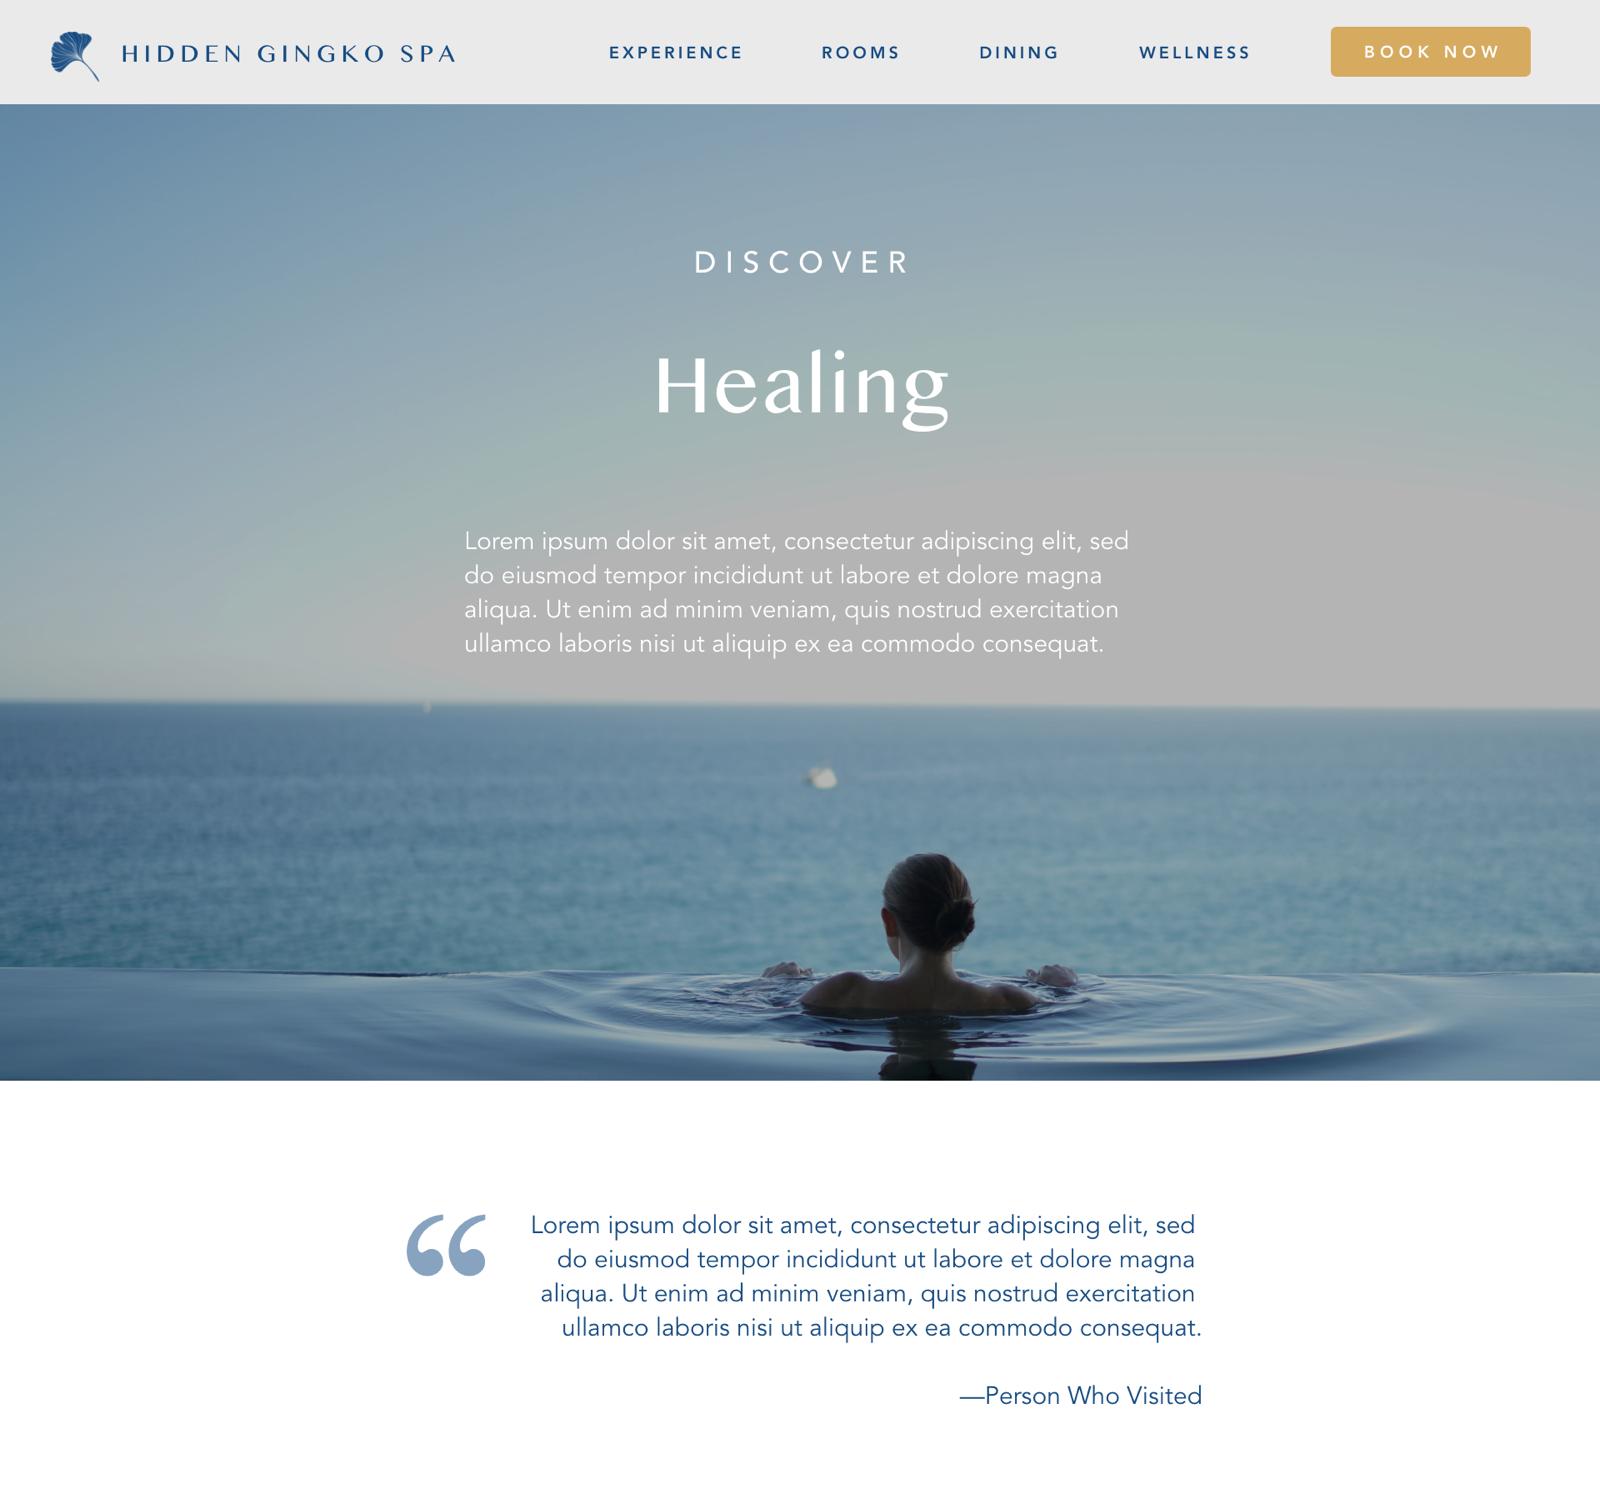 HIDDEN GINGKO SPA
EXPERIENCE
ROOMS
DINING
WELLNESS
BOOK NOW
DISCOVER
Healing
Lorem ipsum dolor sit amet, consectetur adipiscing elit, sed
do eiusmod tempor incididunt ut labore et dolore magna
aliqua. Ut enim ad minim veniam, quis nostrud exercitation
ullamco laboris nisi ut aliquip ex ea commodo consequat.
“
Lorem ipsum dolor sit amet, consectetur adipiscing elit, sed
do eiusmod tempor incididunt ut labore et dolore magna
aliqua. Ut enim ad minim veniam, quis nostrud exercitation
ullamco laboris nisi ut aliquip ex ea commodo consequat.
—Person Who Visited